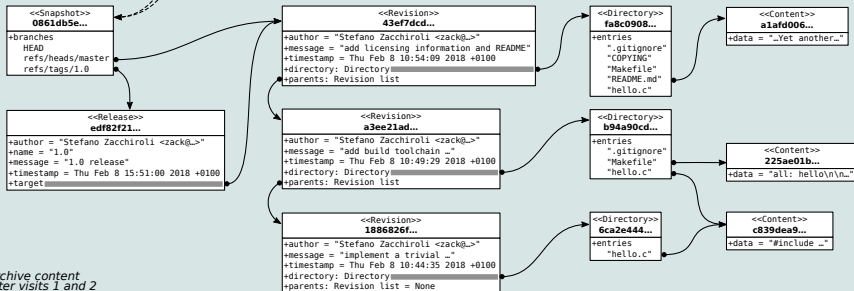 <<Snapshot>>
0861db5e...
+branches
HEAD
refs/heads/master
refs/tags/1.0
<<Release>>
edf82f21...
+author = "Stefano Zacchiroli <zack@...>"
+name = "1.0"
+message = "1.0 release"
+timestamp = Thu Feb 8 15:51:00 2018 +0100
+target
<<Revision>>
43ef7dcd...
+author = "Stefano Zacchiroli <zack@...>"
+message = "add licensing information and README"
+timestamp = Thu Feb 8 10:54:09 2018 +0100
+directory: Directory
+parents: Revision list
<<Revision>>
a3ee21ad...
+author = "Stefano Zacchiroli <zack@...>"
+message = "add build toolchain ..."
+timestamp = Thu Feb 8 10:49:29 2018 +0100
+directory: Directory
+parents: Revision list
<<Revision>>
1886826f...
+author = "Stefano Zacchiroli <zack@...>"
+message = "implement a trivial ..."
+timestamp = Thu Feb 8 10:44:35 2018 +0100
+directory: Directory
+parents: Revision list = None
<<Directory>>
fa8c0908...
+entries
".gitignore"
"COPYING"
"Makefile"
"README.md"
"hello.c"
<<Directory>>
b94a90cd...
+entries
".gitignore"
"Makefile"
"hello.c"
<<Directory>>
6ca2e444...
+entries
"hello.c"
<<Content>>
a1afd006...
+data = "...Yet another..."
<<Content>>
225ae01b...
+data = "all: hello\n\n..."
<<Content>>
c839dea9...
+data = "#include ..."
rchive content
ter visits 1 and 2